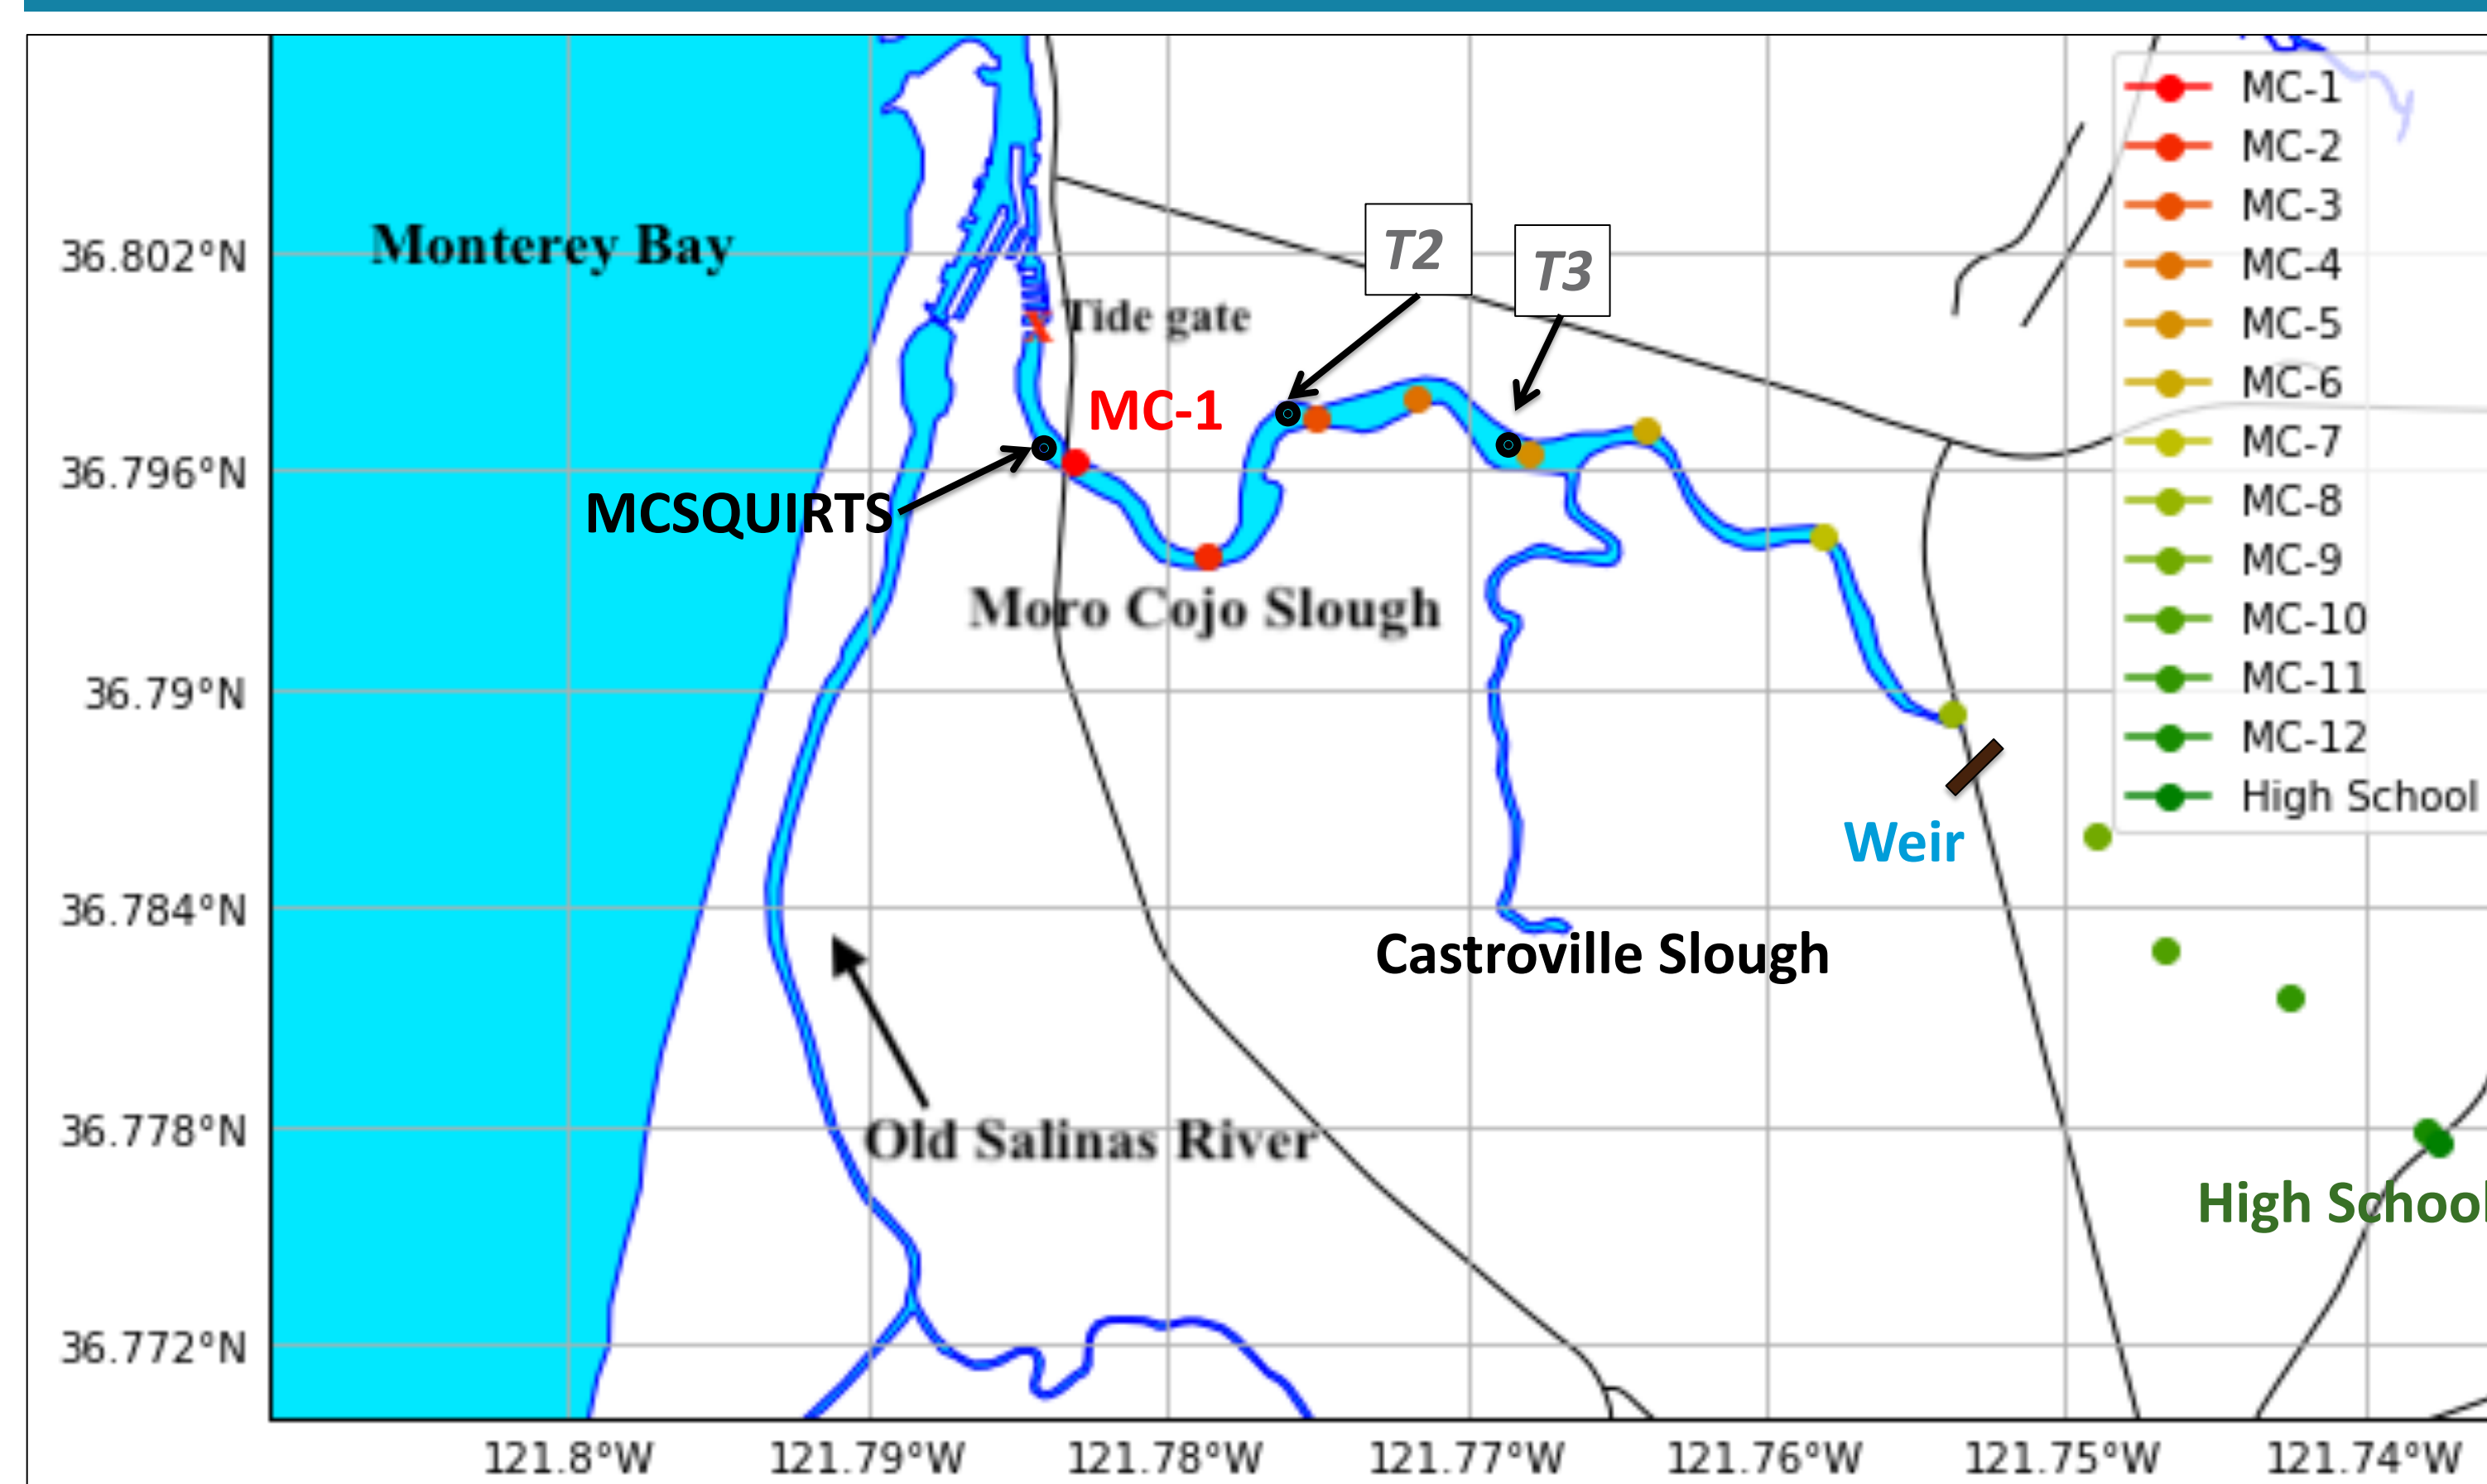 MC-1
MC-2
MC-3
MC-4
MC-5
MC-6
MC-7
MC-8
MC-9
MC-10
MC-11
MC-12
High School
Monterey Bay
T2
T3
Tide gate
MC-1
MCSQUIRTS
Moro Cojo Slough
Weir
Castroville Slough
Old Salinas River
High School
36.802°N
36.796°N
36.79°N
36.784°N
36.778°N
36.772°N
121.8°W
121.79°W
121.78°W
121.77°W
121.76°W
121.75°W
121.74°W